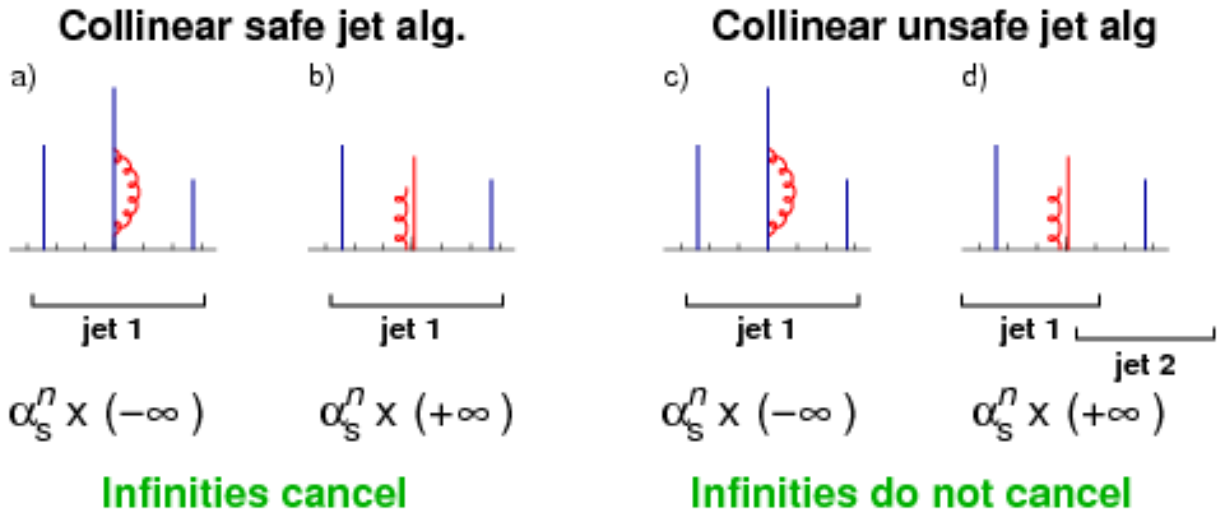 Collinear safe jet alg.
Collinear unsafe jet alg
a)
b)
c)
d)
jet 1
jet 1
jet 1
jet 1
jet 2
αₛⁿ x (−∞)
αₛⁿ x (+∞)
αₛⁿ x (−∞)
αₛⁿ x (+∞)
Infinities cancel
Infinities do not cancel